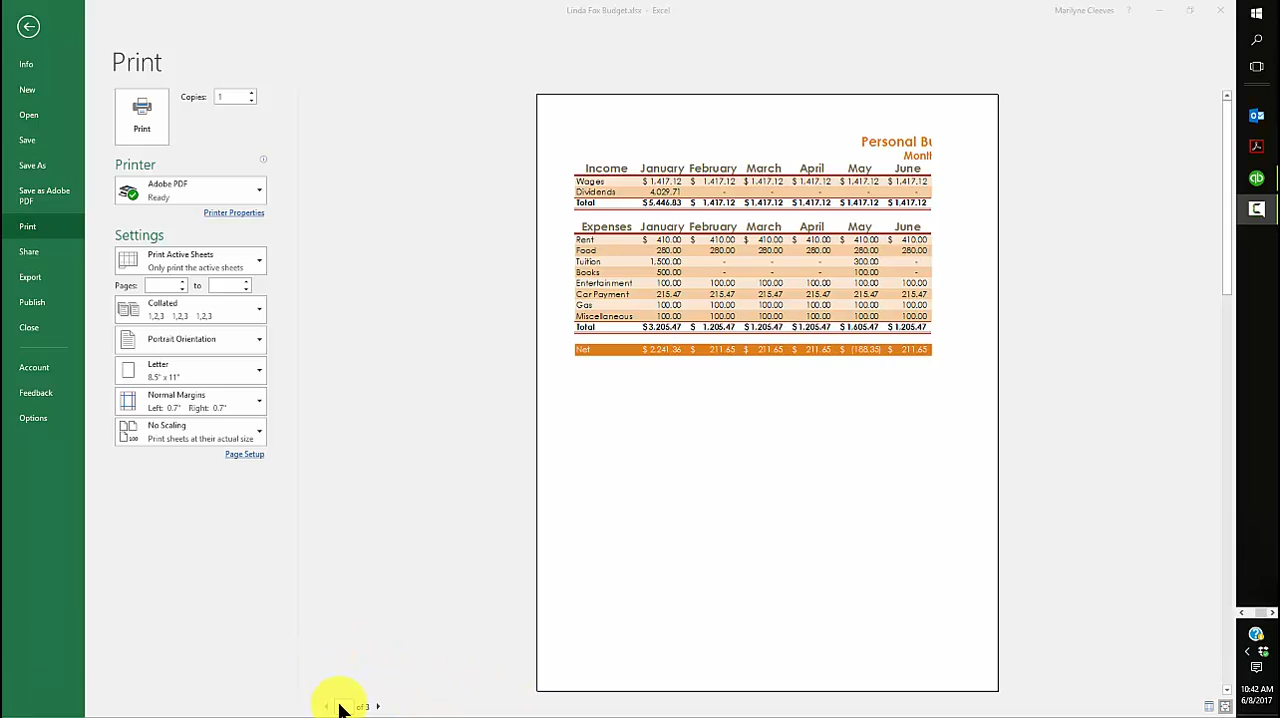 Linda Fox Budget.xlsx - Excel
Marilyne Cleeves
?
Info
New
Open
Save
Save As
Save as Adobe
PDF
Print
Share
Export
Publish
Close
Account
Feedback
Options
Print
Print
Copies: 1
Printer
Adobe PDF
Ready
Printer Properties
Settings
Print Active Sheets
Only print the active sheets
Pages: to
Collated
1,2,3 1,2,3 1,2,3
Portrait Orientation
Letter
8.5" x 11"
Normal Margins
Left: 0.7" Right: 0.7"
No Scaling
100 Print sheets at their actual size
Page Setup
Personal Bu
Month
Income January February March April May June
Wages $ 1,417.12 $ 1,417.12 $ 1,417.12 $ 1,417.12 $ 1,417.12 $ 1,417.12
Dividends 4,029.71 - - - - -
Total $ 5,446.83 $ 1,417.12 $ 1,417.12 $ 1,417.12 $ 1,417.12 $ 1,417.12
Expenses January February March April May June
Rent $ 410.00 $ 410.00 $ 410.00 $ 410.00 $ 410.00 $ 410.00
Food 280.00 280.00 280.00 280.00 280.00 280.00
Tuition 1,500.00 - - - 300.00 -
Books 500.00 - - - 100.00 -
Entertainment 100.00 100.00 100.00 100.00 100.00 100.00
Car Payment 215.47 215.47 215.47 215.47 215.47 215.47
Gas 100.00 100.00 100.00 100.00 100.00 100.00
Miscellaneous 100.00 100.00 100.00 100.00 100.00 100.00
Total $ 3,205.47 $ 1,205.47 $ 1,205.47 $ 1,205.47 $ 1,605.47 $ 1,205.47
Net $ 2,241.36 $ 211.65 $ 211.65 $ 211.65 $ (188.35) $ 211.65
of 3
10:42 AM
6/8/2017